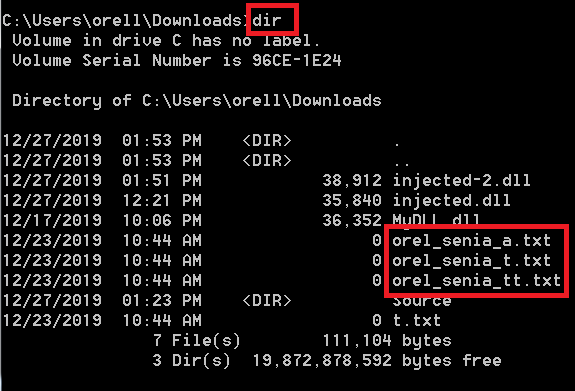 C:\Users\orell\Downloads>dir
Volume in drive C has no label.
Volume Serial Number is 96CE-1E24
Directory of C:\Users\orell\Downloads
12/27/2019 01:53 PM <DIR> .
12/27/2019 01:53 PM <DIR> ..
12/27/2019 01:51 PM 38,912 injected-2.dll
12/27/2019 12:21 PM 35,840 injected.dll
12/17/2019 10:06 PM 36,352 MyDLL.dll
12/23/2019 10:44 AM 0 orel_senia_a.txt
12/23/2019 10:44 AM 0 orel_senia_t.txt
12/23/2019 10:44 AM 0 orel_senia_tt.txt
12/27/2019 01:23 PM <DIR> Source
12/23/2019 10:44 AM 0 t.txt
7 File(s) 111,104 bytes
3 Dir(s) 19,872,878,592 bytes free